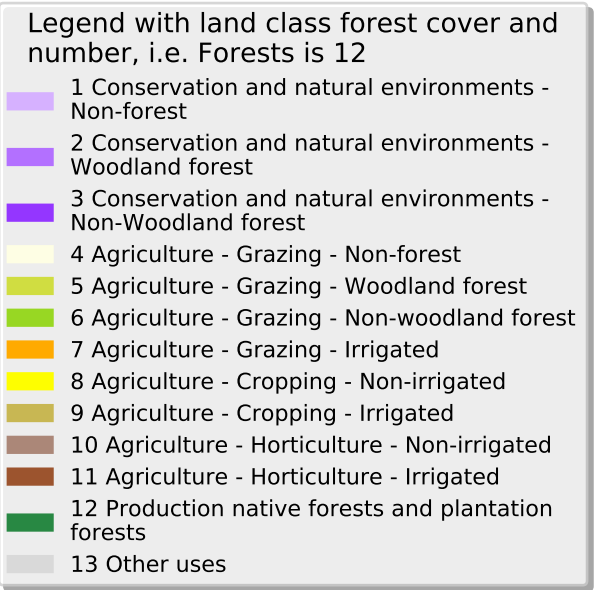 Legend with land class forest cover and
number, i.e. Forests is 12
1 Conservation and natural environments -
Non-forest
2 Conservation and natural environments -
Woodland forest
3 Conservation and natural environments -
Non-Woodland forest
4 Agriculture - Grazing - Non-forest
5 Agriculture - Grazing - Woodland forest
6 Agriculture - Grazing - Non-woodland forest
7 Agriculture - Grazing - Irrigated
8 Agriculture - Cropping - Non-irrigated
9 Agriculture - Cropping - Irrigated
10 Agriculture - Horticulture - Non-irrigated
11 Agriculture - Horticulture - Irrigated
12 Production native forests and plantation
forests
13 Other uses